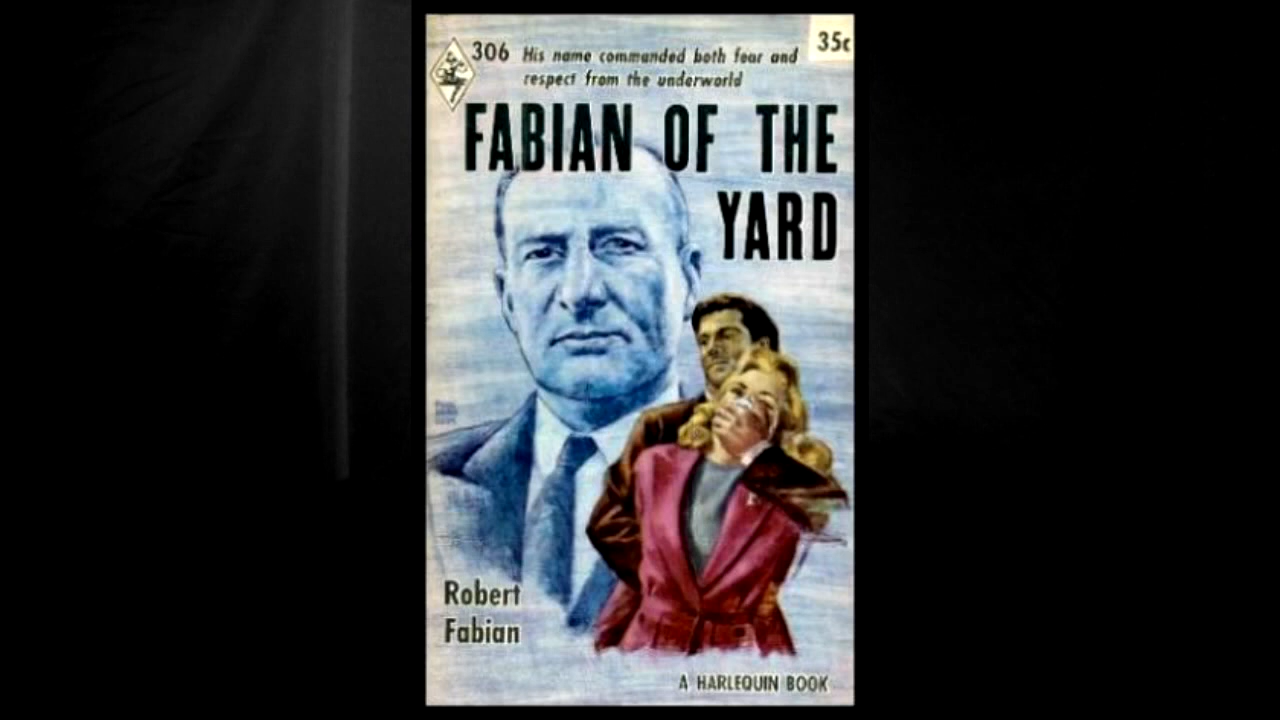 306
His name commanded both fear and
respect from the underworld
35c
FABIAN OF THE
YARD
Robert
Fabian
A HARLEQUIN BOOK